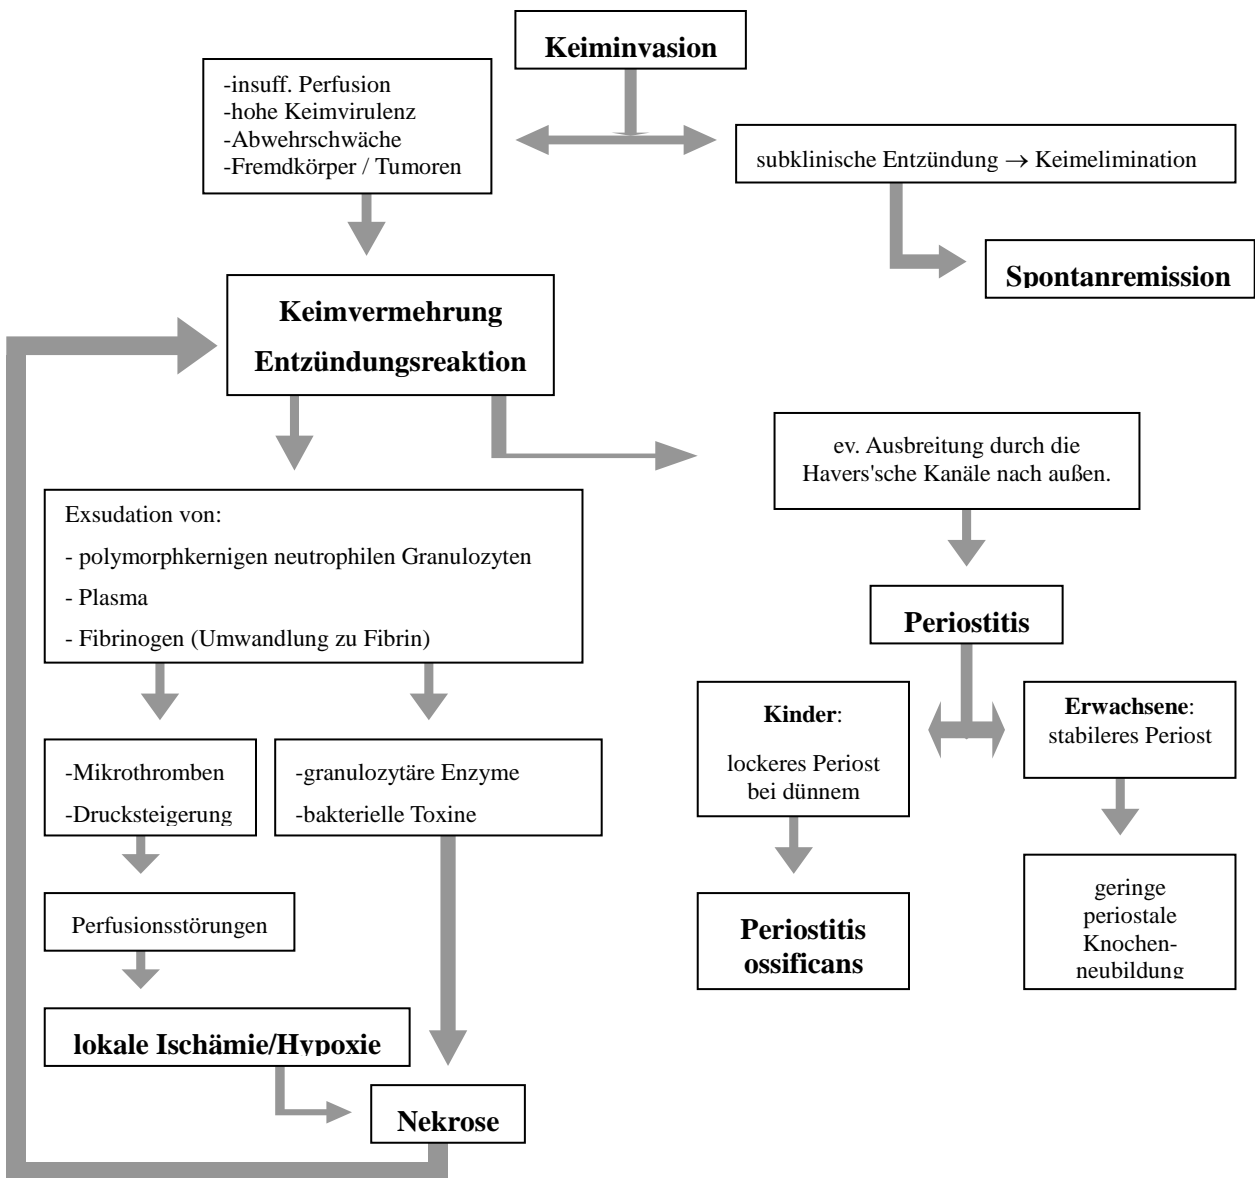 Keiminvasion
-insuff. Perfusion
-hohe Keimvirulenz
-Abwehrschwäche
-Fremdkörper / Tumoren
subklinische Entzündung → Keimelimination
Spontanremission
Keimvermehrung
Entzündungsreaktion
ev. Ausbreitung durch die
Havers'sche Kanäle nach außen.
Exsudation von:
- polymorphkernigen neutrophilen Granulozyten
- Plasma
- Fibrinogen (Umwandlung zu Fibrin)
Periostitis
Kinder:
lockeres Periost
bei dünnem
Erwachsene:
stabileres Periost
-Mikrothromben
-Drucksteigerung
-granulozytäre Enzyme
-bakterielle Toxine
Perfusionsstörungen
Periostitis
ossificans
geringe
periostale
Knochen-
neubildung
lokale Ischämie/Hypoxie
Nekrose